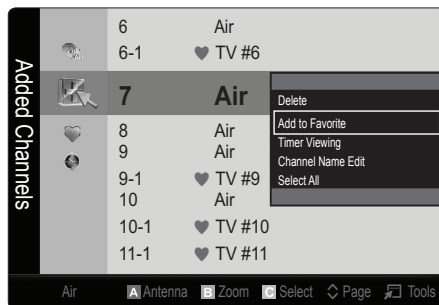 Added Channels
6 Air
6-1 ♥ TV #6
7 Air
8 Air
9 Air
9-1 ♥ TV #9
10 Air
10-1 ♥ TV #10
11-1 ♥ TV #11
Delete
Add to Favorite
Timer Viewing
Channel Name Edit
Select All
Air A Antenna B Zoom C Select Page Tools